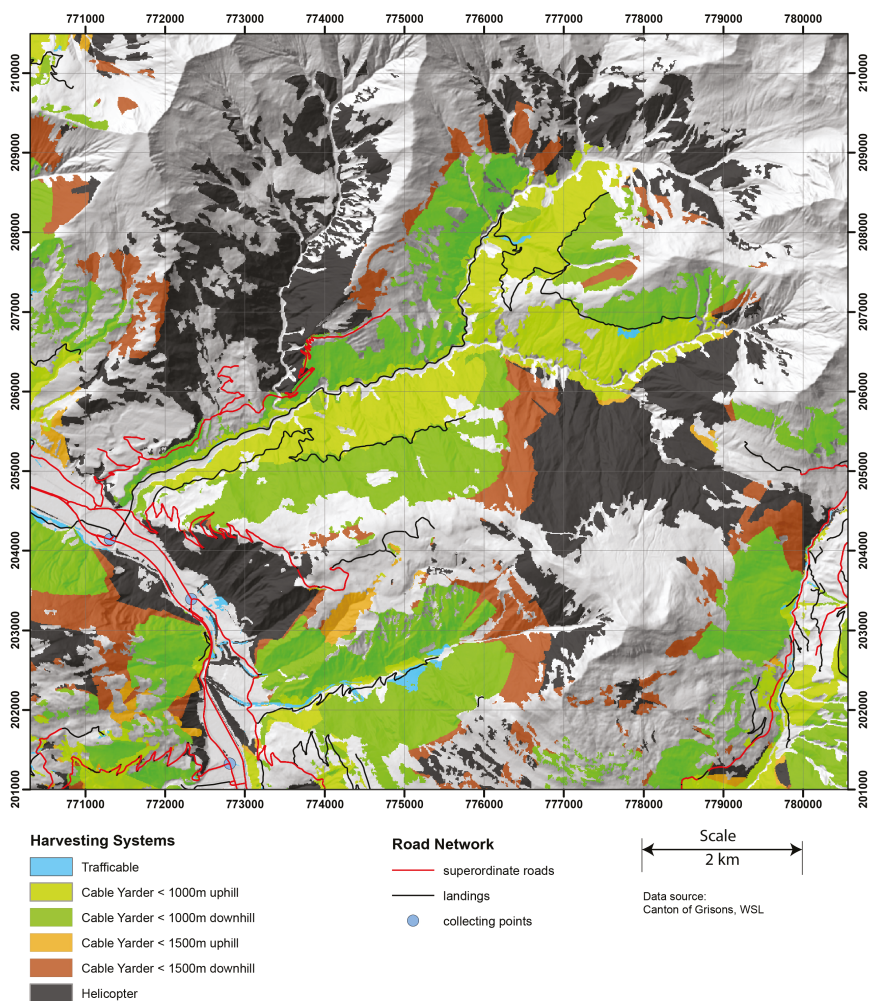 771000 772000 773000 774000 775000 776000 777000 778000 779000 780000
210000 210000
209000 209000
208000 208000
207000 207000
206000 206000
205000 205000
204000 204000
203000 203000
202000 202000
201000 201000
771000 772000 773000 774000 775000 776000 777000 778000 779000 780000
Harvesting Systems
Trafficable
Cable Yarder < 1000m uphill
Cable Yarder < 1000m downhill
Cable Yarder < 1500m uphill
Cable Yarder < 1500m downhill
Helicopter
Road Network
superordinate roads
landings
collecting points
Scale
2 km
Data source:
Canton of Grisons, WSL